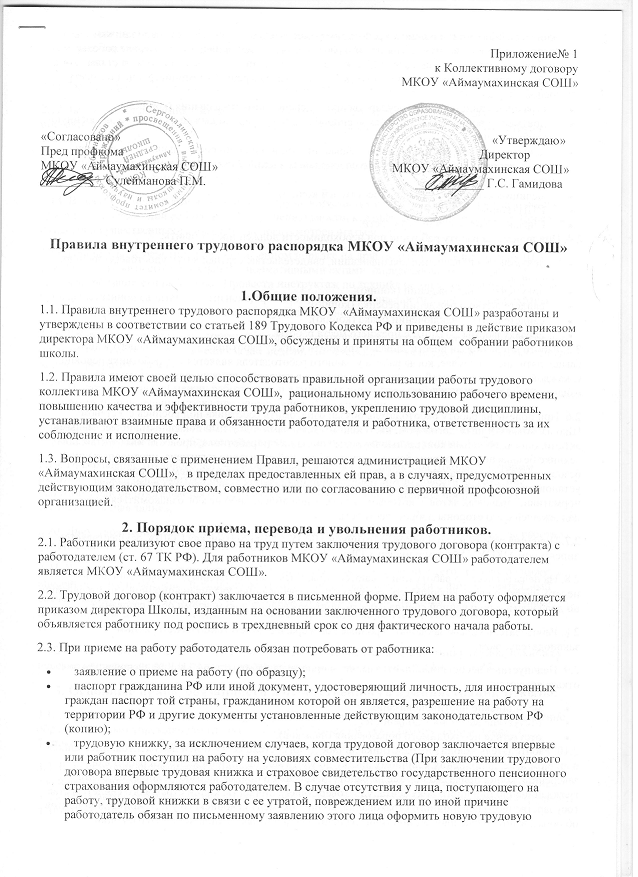 Приложение№ 1
к Коллективному договору
МКОУ «Аймаумахинская СОШ»
«Согласовано»
Пред профкома
МКОУ «Аймаумахинская СОШ»
Сулейманова П.М.
«Утверждаю»
Директор
МКОУ «Аймаумахинская СОШ»
Г.С. Гамидова
Правила внутреннего трудового распорядка МКОУ «Аймаумахинская СОШ»
1.Общие положения.
1.1. Правила внутреннего трудового распорядка МКОУ «Аймаумахинская СОШ» разработаны и
утверждены в соответствии со статьей 189 Трудового Кодекса РФ и приведены в действие приказом
директора МКОУ «Аймаумахинская СОШ», обсуждены и приняты на общем собрании работников
школы.
1.2. Правила имеют своей целью способствовать правильной организации работы трудового
коллектива МКОУ «Аймаумахинская СОШ», рациональному использованию рабочего времени,
повышению качества и эффективности труда работников, укреплению трудовой дисциплины,
устанавливают взаимные права и обязанности работодателя и работника, ответственность за их
соблюдение и исполнение.
1.3. Вопросы, связанные с применением Правил, решаются администрацией МКОУ
«Аймаумахинская СОШ», в пределах предоставленных ей прав, а в случаях, предусмотренных
действующим законодательством, совместно или по согласованию с первичной профсоюзной
организацией.
2. Порядок приема, перевода и увольнения работников.
2.1. Работники реализуют свое право на труд путем заключения трудового договора (контракта) с
работодателем (ст. 67 ТК РФ). Для работников МКОУ «Аймаумахинская СОШ» работодателем
является МКОУ «Аймаумахинская СОШ».
2.2. Трудовой договор (контракт) заключается в письменной форме. Прием на работу оформляется
приказом директора Школы, изданным на основании заключенного трудового договора, который
объявляется работнику под роспись в трехдневный срок со дня фактического начала работы.
2.3. При приеме на работу работодатель обязан потребовать от работника:
• заявление о приеме на работу (по образцу);
• паспорт гражданина РФ или иной документ, удостоверяющий личность, для иностранных
граждан паспорт той страны, гражданином которой он является, разрешение на работу на
территории РФ и другие документы установленные действующим законодательством РФ
(копию);
• трудовую книжку, за исключением случаев, когда трудовой договор заключается впервые
или работник поступил на работу на условиях совместительства (При заключении трудового
договора впервые трудовая книжка и страховое свидетельство государственного пенсионного
страхования оформляются работодателем. В случае отсутствия у лица, поступающего на
работу, трудовой книжки в связи с ее утратой, повреждением или по иной причине
работодатель обязан по письменному заявлению этого лица оформить новую трудовую